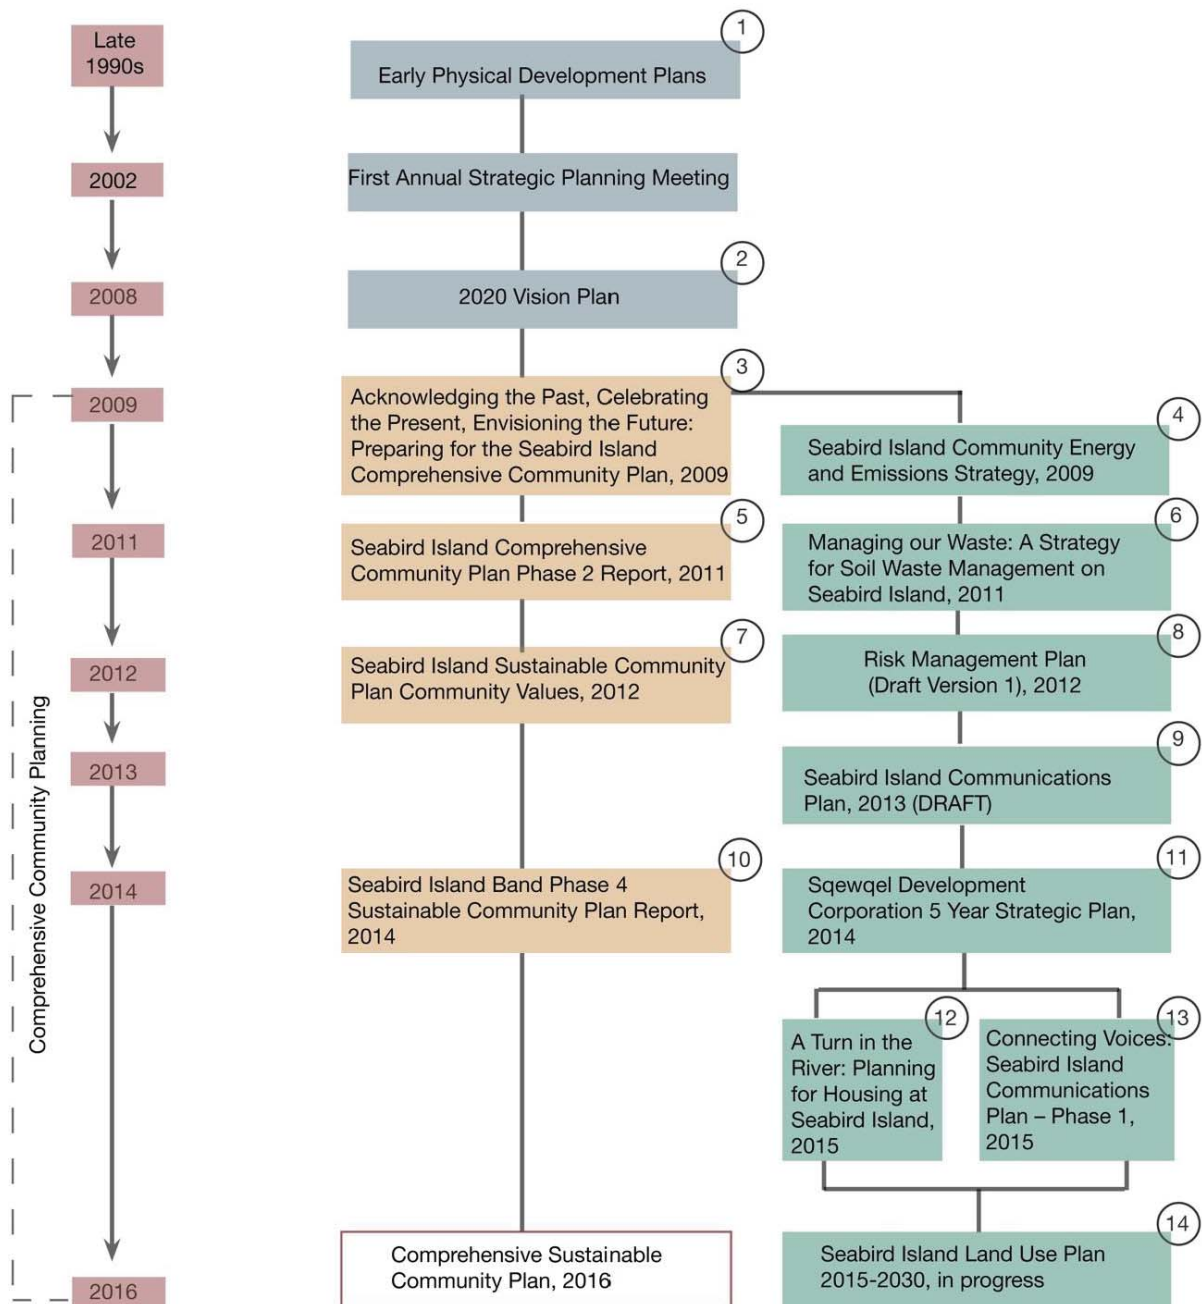 Late
1990s
1
Early Physical Development Plans
2002
First Annual Strategic Planning Meeting
2
2008
2020 Vision Plan
3
2009
Acknowledging the Past, Celebrating
the Present, Envisioning the Future:
Preparing for the Seabird Island
Comprehensive Community Plan, 2009
4
Seabird Island Community Energy
and Emissions Strategy, 2009
5
2011
Seabird Island Comprehensive
Community Plan Phase 2 Report, 2011
6
Managing our Waste: A Strategy
for Soil Waste Management on
Seabird Island, 2011
7
2012
Seabird Island Sustainable Community
Plan Community Values, 2012
8
Risk Management Plan
(Draft Version 1), 2012
2013
9
Seabird Island Communications
Plan, 2013 (DRAFT)
Comprehensive Community Planning
10
2014
Seabird Island Band Phase 4
Sustainable Community Plan Report,
2014
11
Sqewqel Development
Corporation 5 Year Strategic Plan,
2014
12
A Turn in the
River: Planning
for Housing at
Seabird Island,
2015
13
Connecting Voices:
Seabird Island
Communications
Plan – Phase 1,
2015
2016
Comprehensive Sustainable
Community Plan, 2016
14
Seabird Island Land Use Plan
2015-2030, in progress